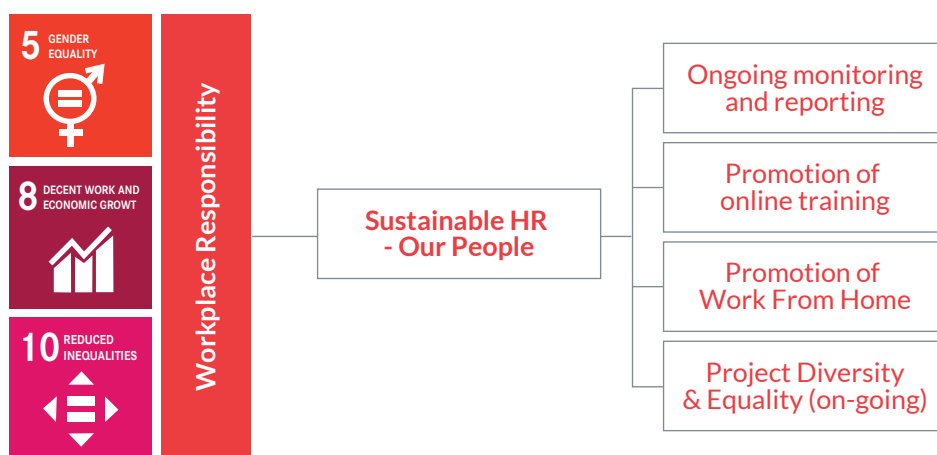 5 GENDER
EQUALITY
8 DECENT WORK AND
ECONOMIC GROWT
10 REDUCED
INEQUALITIES
Workplace Responsibility
Sustainable HR
- Our People
Ongoing monitoring
and reporting
Promotion of
online training
Promotion of
Work From Home
Project Diversity
& Equality (on-going)